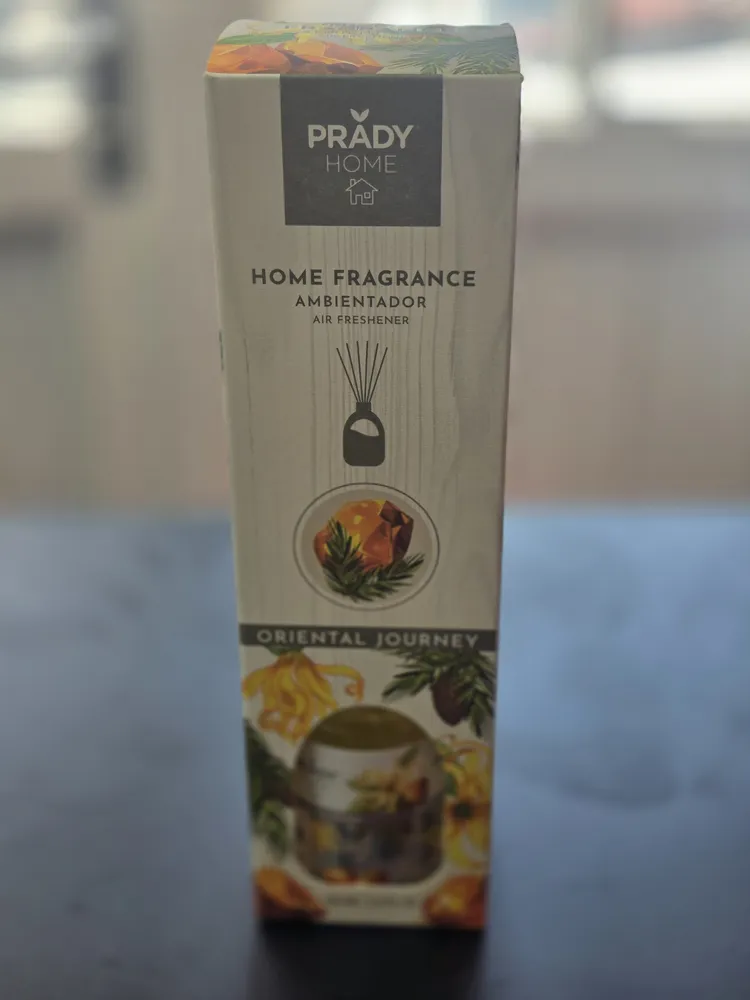 PRADY
HOME
HOME FRAGRANCE
AMBIENTADOR
AIR FRESHENER
ORIENTAL JOURNEY